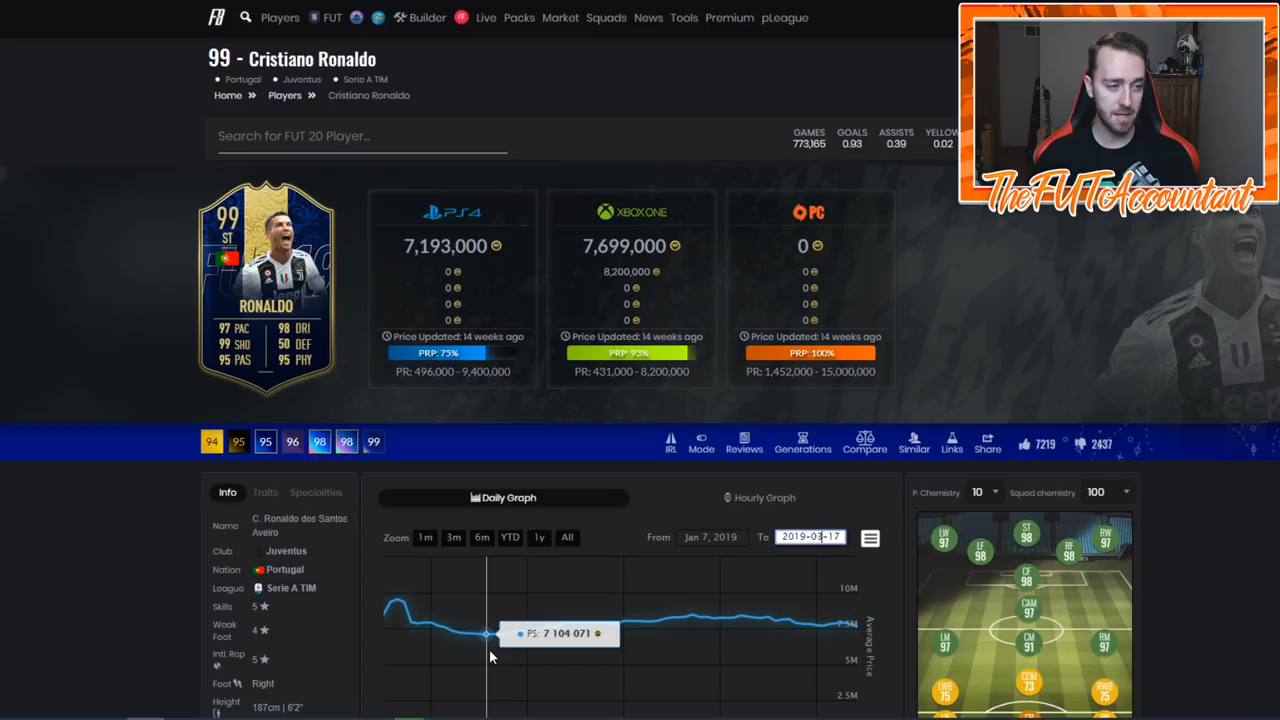 F8 Players FUT Builder Live Packs Market Squads News Tools Premium pLeague
99 - Cristiano Ronaldo
Portugal Juventus Serie A TIM
Home » Players » Cristiano Ronaldo
Search for FUT 20 Player...
GAMES GOALS ASSISTS YELLOW
773,165 0.93 0.39 0.02
TheFUTAccountant
99
ST
RONALDO
97 PAC 98 DRI
99 SHO 50 DEF
95 PAS 95 PHY
PS4 XBOX ONE PC
7,193,000 7,699,000 0
0 8,200,000 0
0 0 0
0 0 0
0 0 0
Price Updated: 14 weeks ago Price Updated: 14 weeks ago Price Updated: 14 weeks ago
PRP: 75% PRP: 93% PRP: 100%
PR: 496,000 - 9,400,000 PR: 431,000 - 8,200,000 PR: 1,452,000 - 15,000,000
94 95 95 96 98 98 99
IRL Mode Reviews Generations Compare Similar Links Share 7219 2437
Info Traits Specialities
Name C. Ronaldo dos Santos Aveiro
Club Juventus
Nation Portugal
League Serie A TIM
Skills 5
Weak Foot 4
Intl. Rep 5
Foot Right
Height 187cm | 6'2"
Daily Graph Hourly Graph
Zoom 1m 3m 6m YTD 1y All From Jan 7, 2019 To 2019-03-17
10M
7.5M
5M
2.5M
Average Price
PS: 7 104 071
P. Chemistry 10 Squad chemistry 100
LW 97
LF 98
ST 98
RF 98
RW 97
CF 98
CAM 97
LM 97
CM 91
RM 97
LWB 75
CDM 73
RWB 75